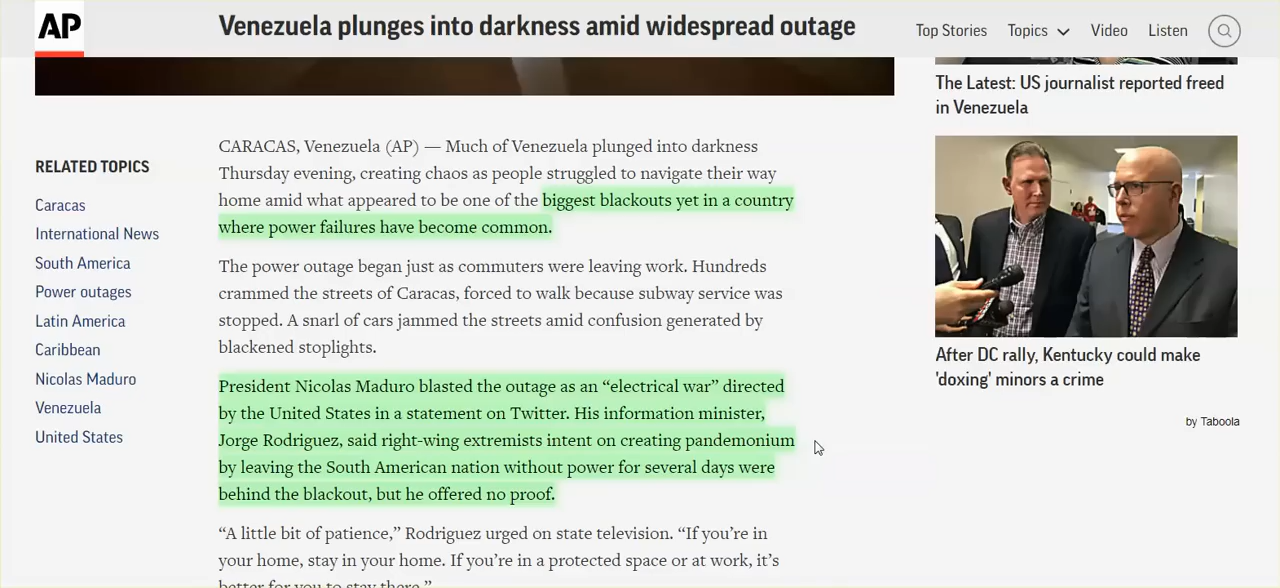 AP
Venezuela plunges into darkness amid widespread outage
Top Stories
Topics
Video
Listen
RELATED TOPICS
Caracas
International News
South America
Power outages
Latin America
Caribbean
Nicolas Maduro
Venezuela
United States
CARACAS, Venezuela (AP) — Much of Venezuela plunged into darkness
Thursday evening, creating chaos as people struggled to navigate their way
home amid what appeared to be one of the biggest blackouts yet in a country
where power failures have become common.
The power outage began just as commuters were leaving work. Hundreds
crammed the streets of Caracas, forced to walk because subway service was
stopped. A snarl of cars jammed the streets amid confusion generated by
blackened stoplights.
President Nicolas Maduro blasted the outage as an “electrical war” directed
by the United States in a statement on Twitter. His information minister,
Jorge Rodriguez, said right-wing extremists intent on creating pandemonium
by leaving the South American nation without power for several days were
behind the blackout, but he offered no proof.
“A little bit of patience,” Rodriguez urged on state television. “If you’re in
your home, stay in your home. If you’re in a protected space or at work, it’s
better for you to stay there.”
The Latest: US journalist reported freed
in Venezuela
After DC rally, Kentucky could make
'doxing' minors a crime
by Taboola